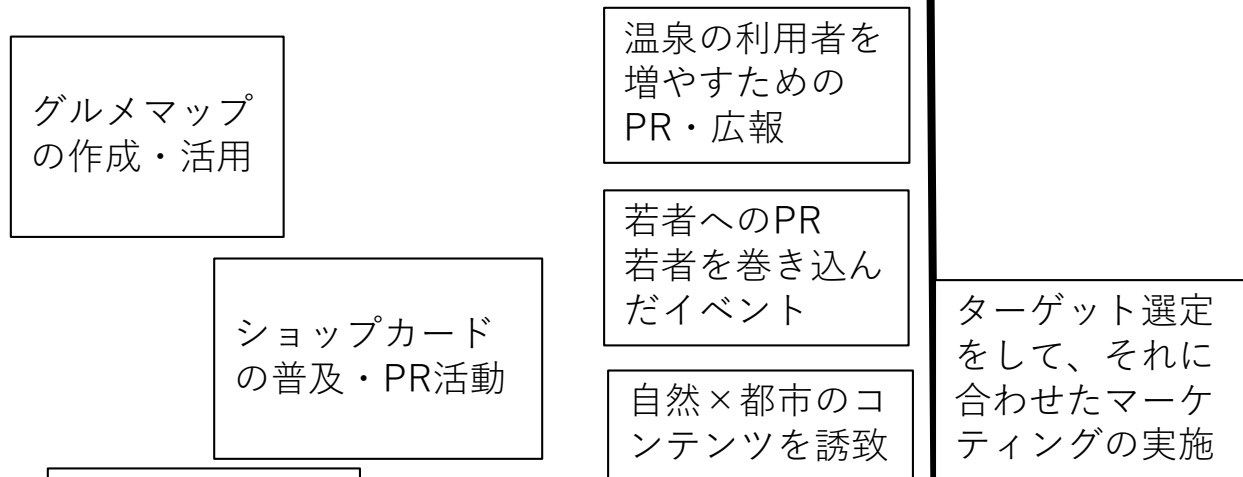 グルメマップ
の作成・活用
ショップカード
の普及・PR活動
温泉の利用者を
増やすための
PR・広報
若者へのPR
若者を巻き込ん
だイベント
自然×都市のコ
ンテンツを誘致
ターゲット選定
をして、それに
合わせたマーケ
ティングの実施